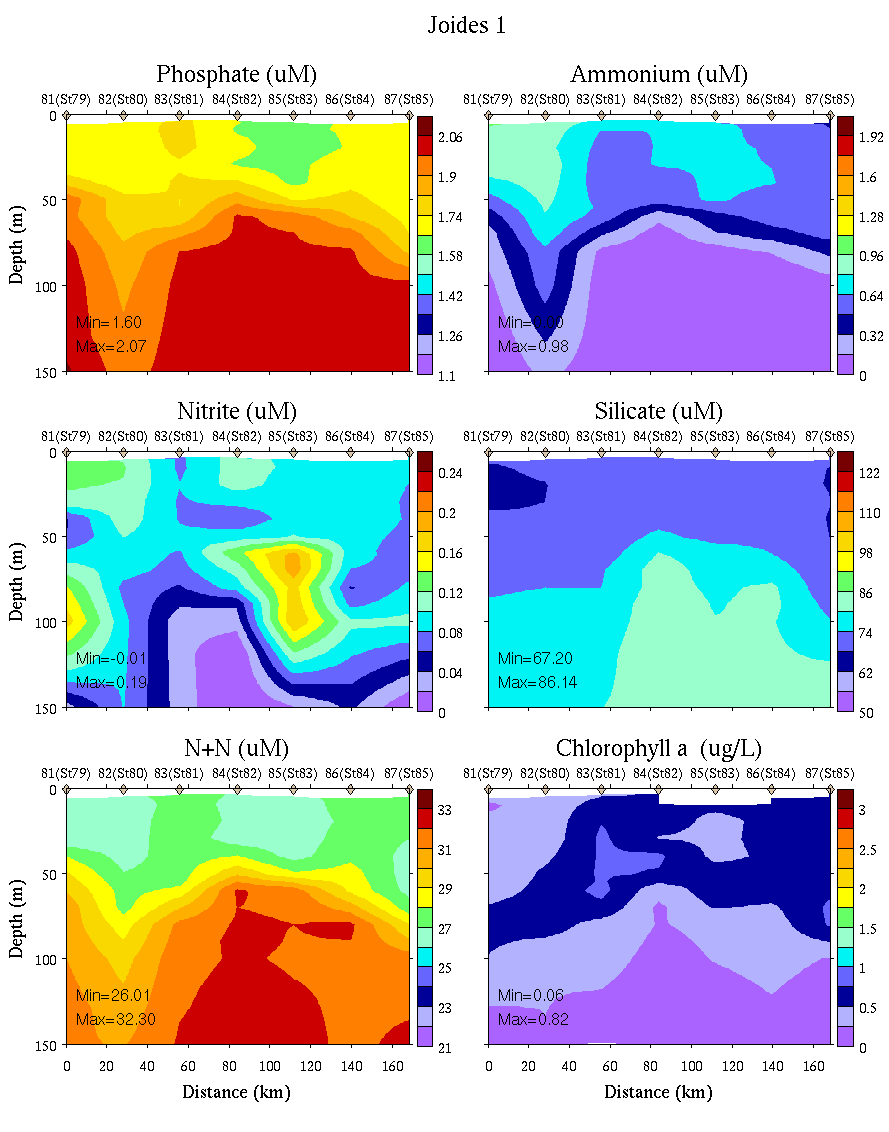 Joides 1
Phosphate (uM)
81(St79) 82(St80) 83(St81) 84(St82) 85(St83) 86(St84) 87(St85)
0
50
100
150
Depth (m)
Min=1.60
Max=2.07
2.06
1.9
1.74
1.58
1.42
1.26
1.1
Ammonium (uM)
81(St79) 82(St80) 83(St81) 84(St82) 85(St83) 86(St84) 87(St85)
Min=0.20
Max=0.98
1.92
1.6
1.28
0.96
0.64
0.32
0
Nitrite (uM)
81(St79) 82(St80) 83(St81) 84(St82) 85(St83) 86(St84) 87(St85)
0
50
100
150
Depth (m)
Min=-0.01
Max=0.19
0.24
0.2
0.16
0.12
0.08
0.04
0
Silicate (uM)
81(St79) 82(St80) 83(St81) 84(St82) 85(St83) 86(St84) 87(St85)
Min=67.20
Max=86.14
122
110
98
86
74
62
50
N+N (uM)
81(St79) 82(St80) 83(St81) 84(St82) 85(St83) 86(St84) 87(St85)
0
50
100
150
Depth (m)
Min=26.01
Max=32.30
33
31
29
27
25
23
21
0 20 40 60 80 100 120 140 160
Distance (km)
Chlorophyll a (ug/L)
81(St79) 82(St80) 83(St81) 84(St82) 85(St83) 86(St84) 87(St85)
Min=0.06
Max=0.82
3
2.5
2
1.5
1
0.5
0
0 20 40 60 80 100 120 140 160
Distance (km)